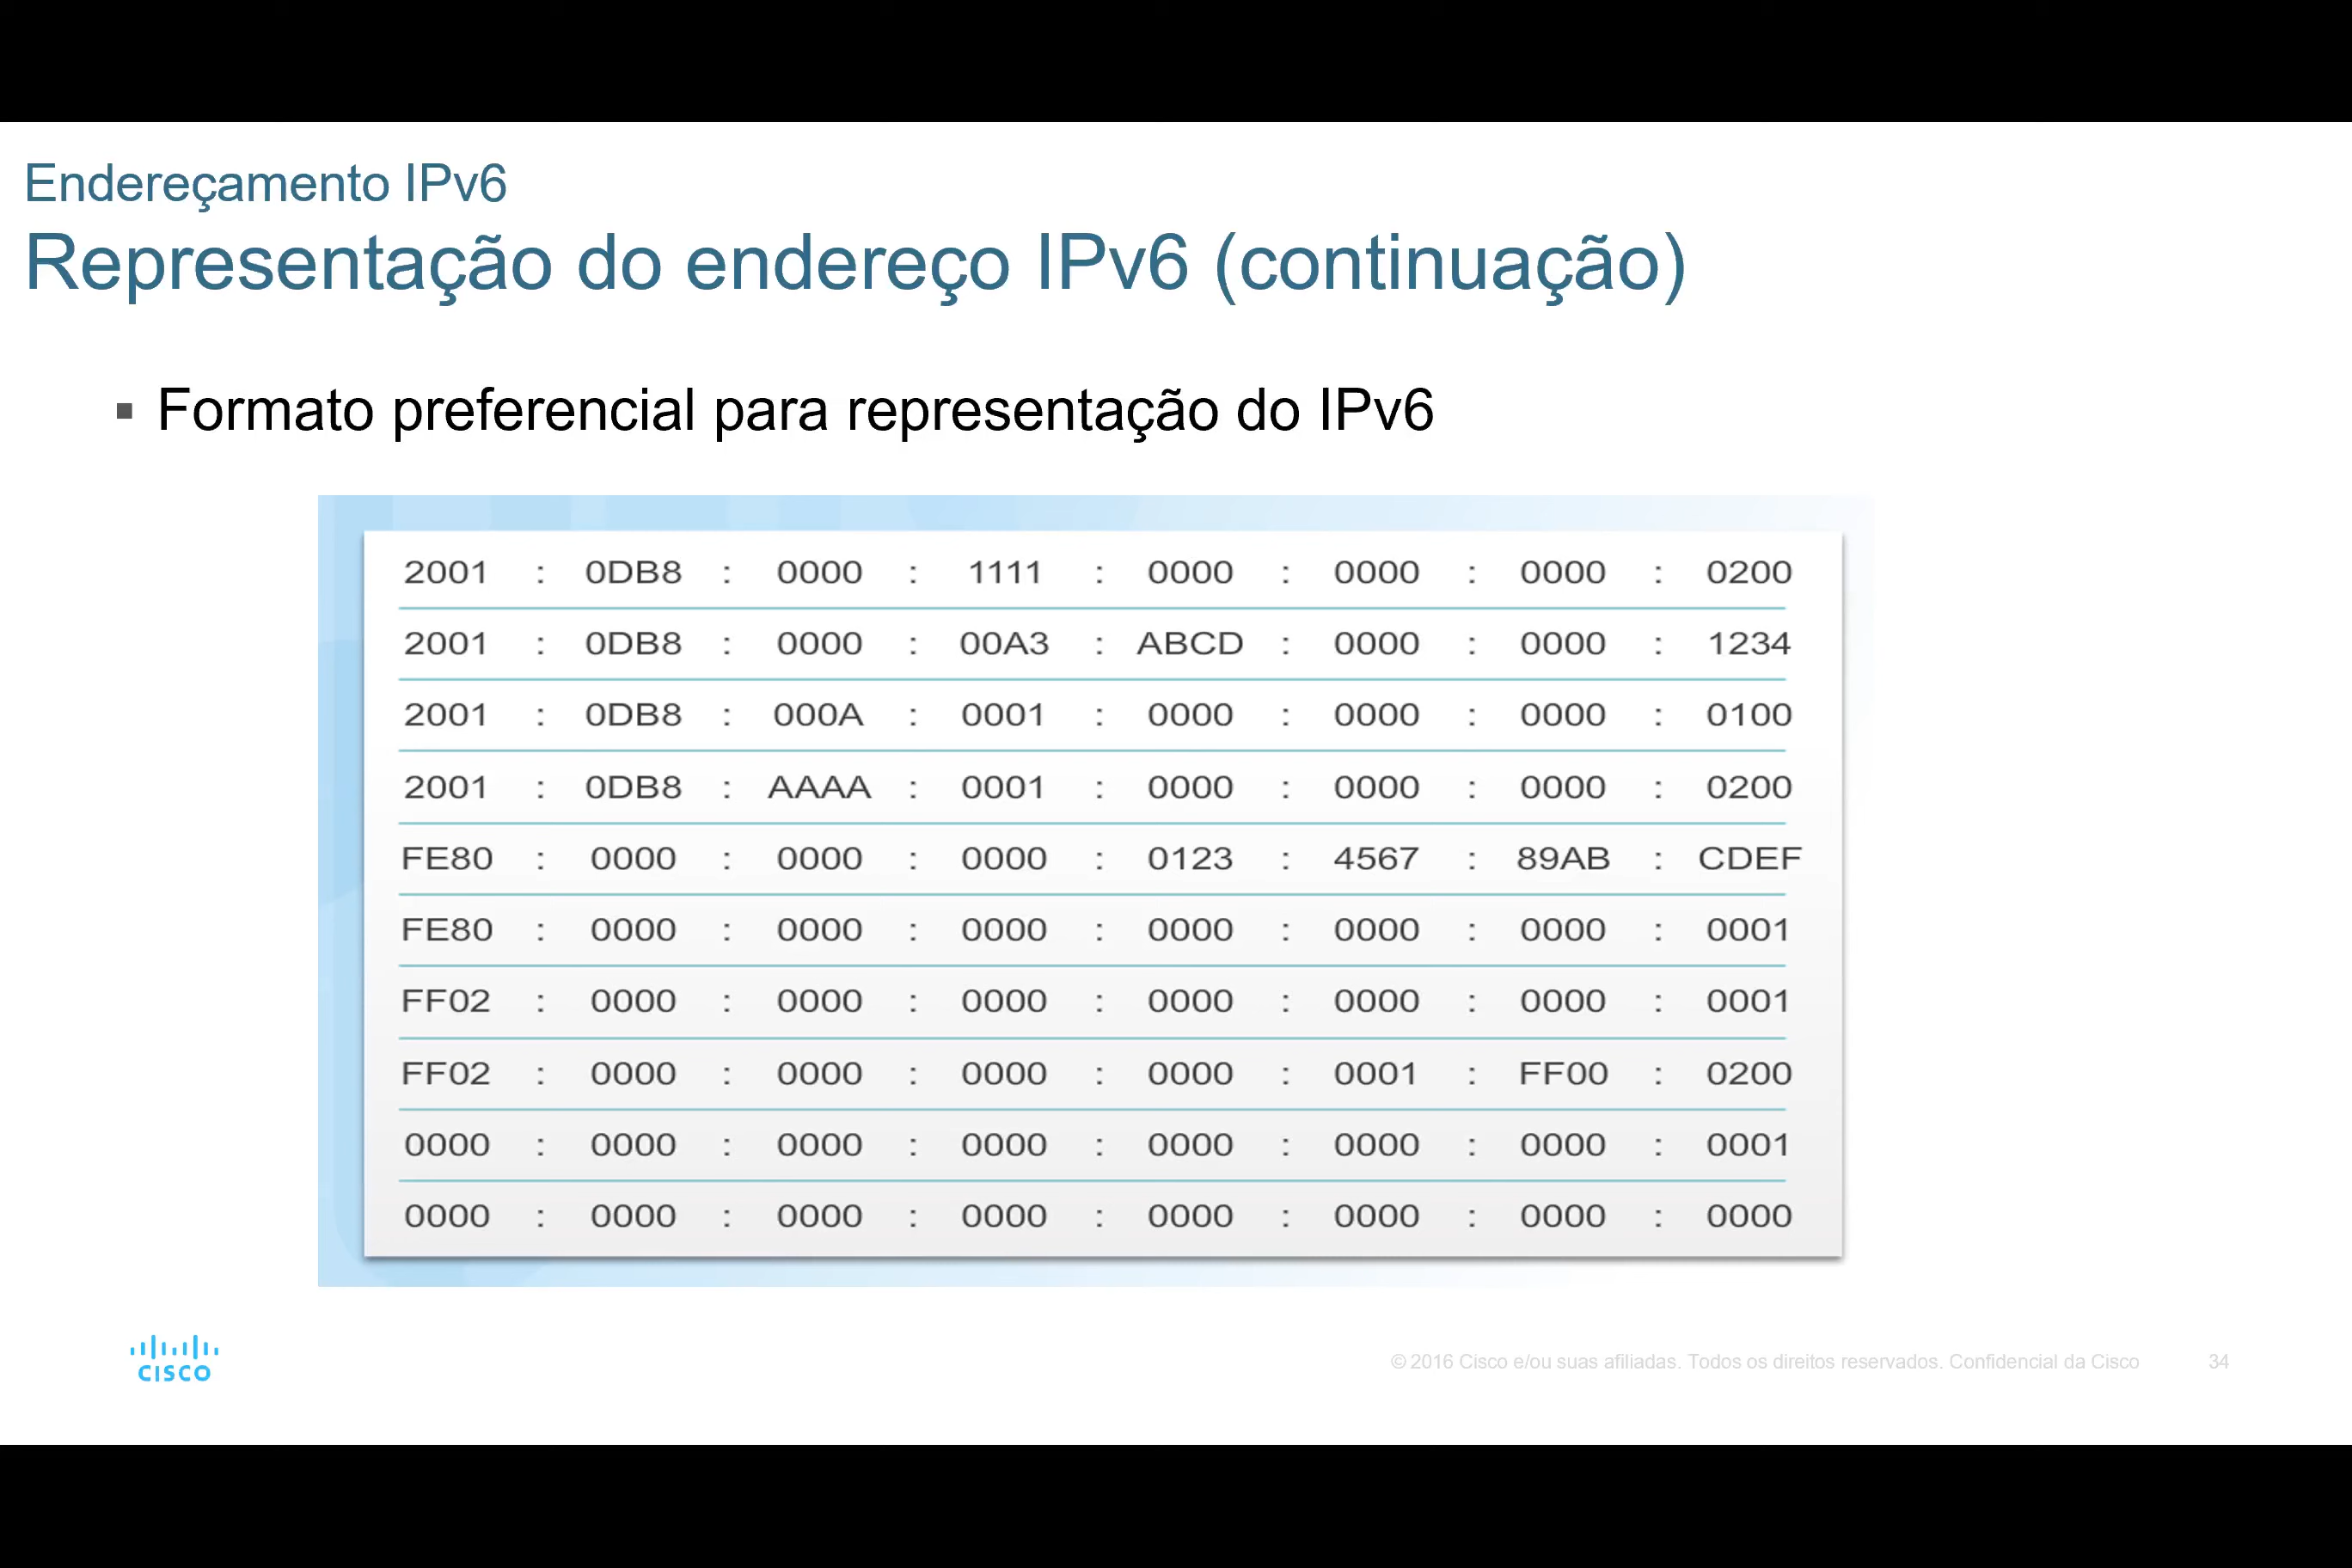 Endereçamento IPv6
Representação do endereço IPv6 (continuação)
▪ Formato preferencial para representação do IPv6
2001 : 0DB8 : 0000 : 1111 : 0000 : 0000 : 0000 : 0200
2001 : 0DB8 : 0000 : 00A3 : ABCD : 0000 : 0000 : 1234
2001 : 0DB8 : 000A : 0001 : 0000 : 0000 : 0000 : 0100
2001 : 0DB8 : AAAA : 0001 : 0000 : 0000 : 0000 : 0200
FE80 : 0000 : 0000 : 0000 : 0123 : 4567 : 89AB : CDEF
FE80 : 0000 : 0000 : 0000 : 0000 : 0000 : 0000 : 0001
FF02 : 0000 : 0000 : 0000 : 0000 : 0000 : 0000 : 0001
FF02 : 0000 : 0000 : 0000 : 0000 : 0001 : FF00 : 0200
0000 : 0000 : 0000 : 0000 : 0000 : 0000 : 0000 : 0001
0000 : 0000 : 0000 : 0000 : 0000 : 0000 : 0000 : 0000
CISCO
© 2016 Cisco e/ou suas afiliadas. Todos os direitos reservados. Confidencial da Cisco 34